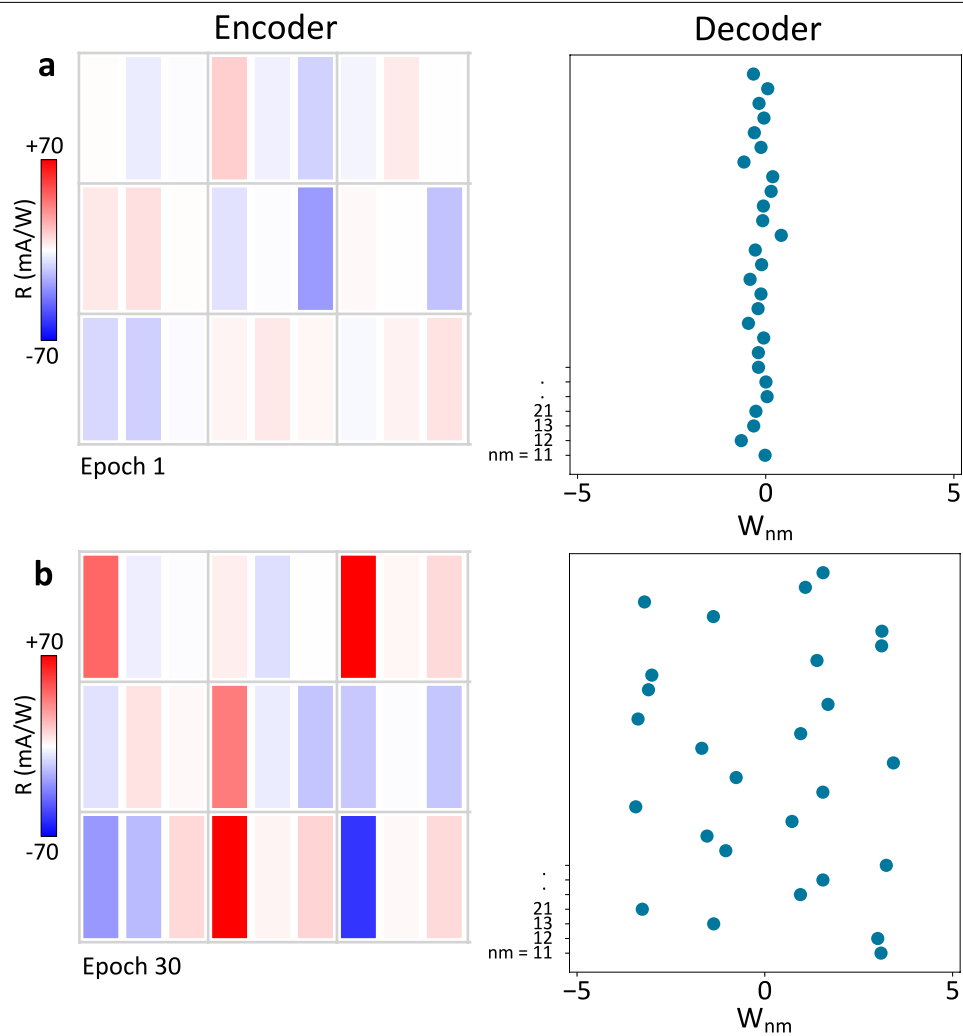 Encoder
Decoder
a
+70
R (mA/W)
-70
Epoch 1
.
.
21
13
12
nm = 11
−5
0
5
Wnm
b
+70
R (mA/W)
-70
Epoch 30
.
.
21
13
12
nm = 11
−5
0
5
Wnm